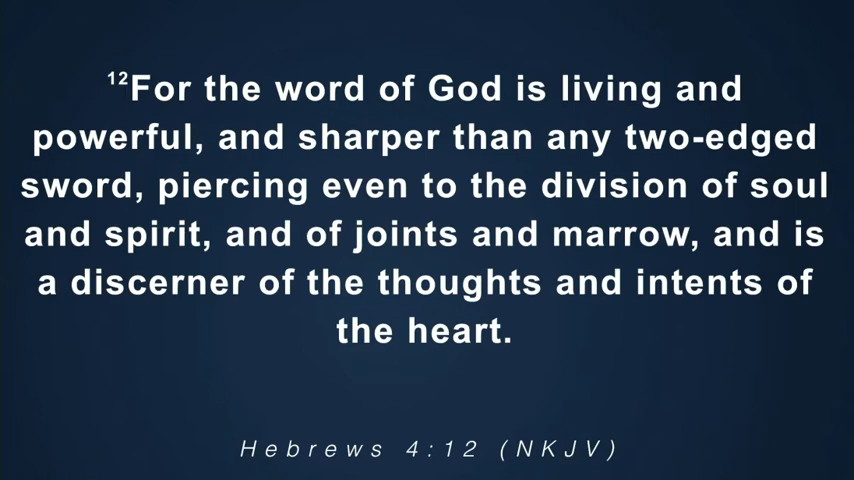 12For the word of God is living and
powerful, and sharper than any two-edged
sword, piercing even to the division of soul
and spirit, and of joints and marrow, and is
a discerner of the thoughts and intents of
the heart.
Hebrews 4:12 (NKJV)